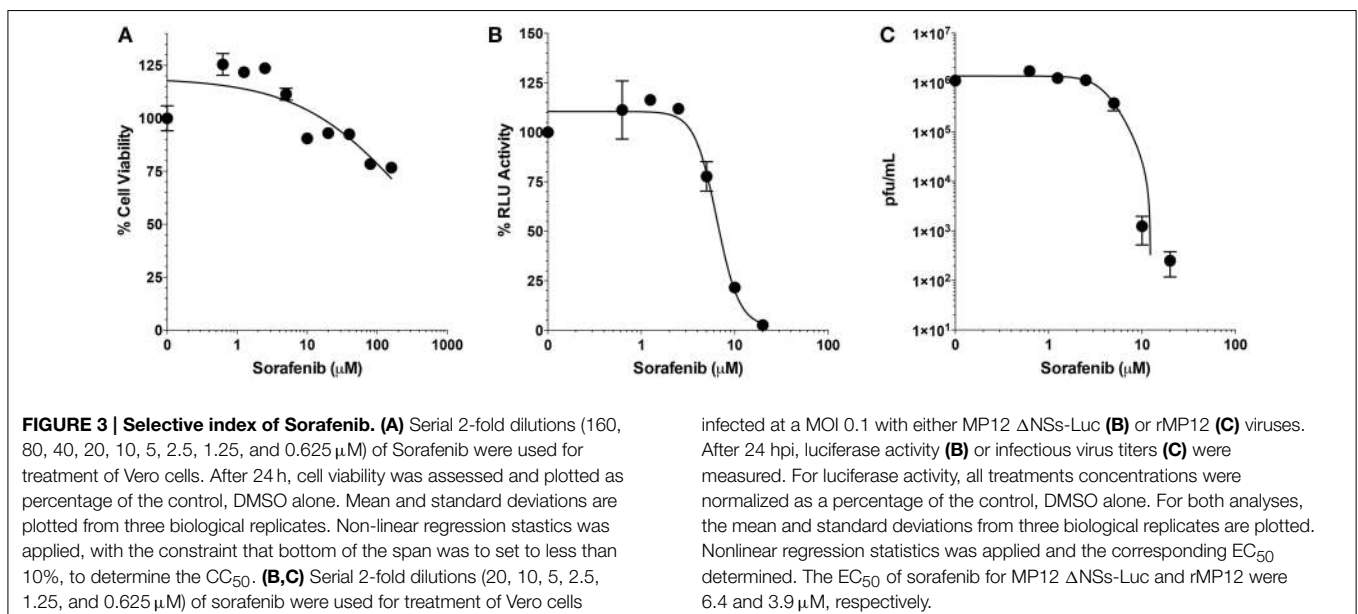 A
% Cell Viability
125
100
75
50
25
0
0
1
10
100
1000
Sorafenib (μM)
B
% RLU Activity
150
125
100
75
50
25
0
0
1
10
100
Sorafenib (μM)
C
pfu/mL
1×10⁷
1×10⁶
1×10⁵
1×10⁴
1×10³
1×10²
1×10¹
0
1
10
100
Sorafenib (μM)
FIGURE 3 | Selective index of Sorafenib. (A) Serial 2-fold dilutions (160,
80, 40, 20, 10, 5, 2.5, 1.25, and 0.625 μM) of Sorafenib were used for
treatment of Vero cells. After 24 h, cell viability was assessed and plotted as
percentage of the control, DMSO alone. Mean and standard deviations are
plotted from three biological replicates. Non-linear regression stastics was
applied, with the constraint that bottom of the span was to set to less than
10%, to determine the CC₅₀. (B,C) Serial 2-fold dilutions (20, 10, 5, 2.5,
1.25, and 0.625 μM) of sorafenib were used for treatment of Vero cells
infected at a MOI 0.1 with either MP12 ΔNSs-Luc (B) or rMP12 (C) viruses.
After 24 hpi, luciferase activity (B) or infectious virus titers (C) were
measured. For luciferase activity, all treatments concentrations were
normalized as a percentage of the control, DMSO alone. For both analyses,
the mean and standard deviations from three biological replicates are plotted.
Nonlinear regression statistics was applied and the corresponding EC₅₀
determined. The EC₅₀ of sorafenib for MP12 ΔNSs-Luc and rMP12 were
6.4 and 3.9 μM, respectively.